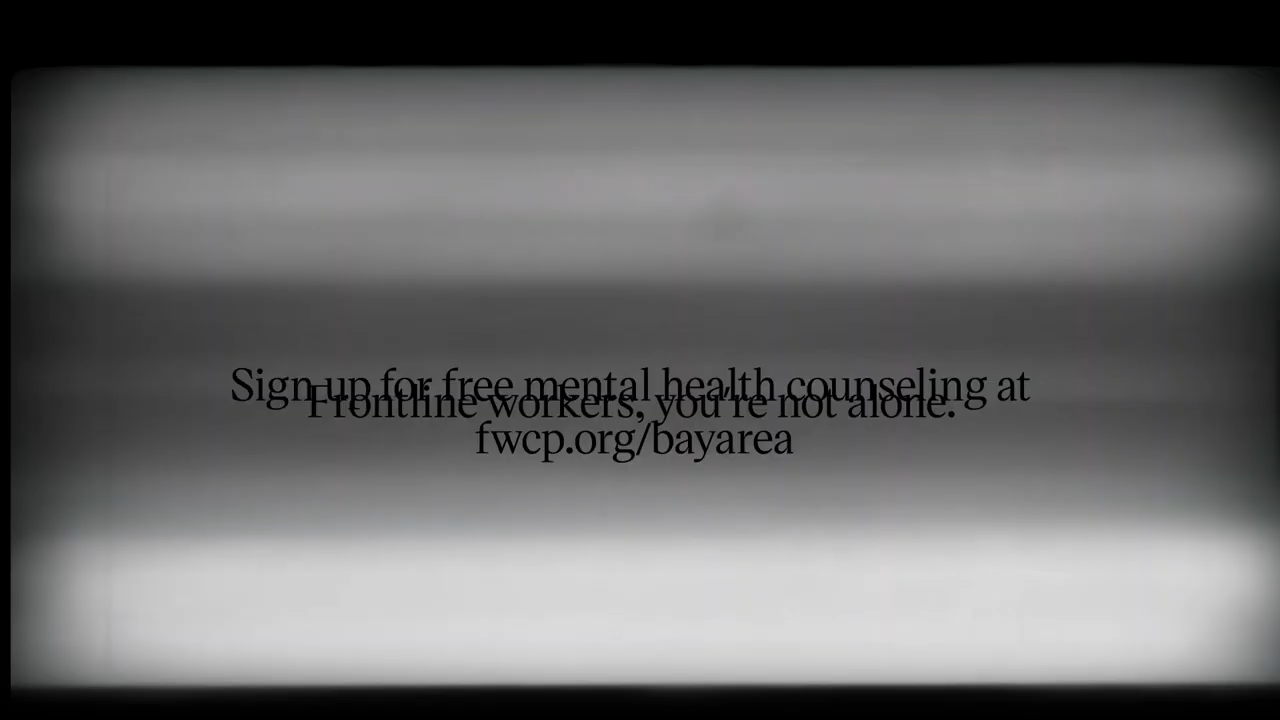 Sign up for free mental health counseling at
Frontline workers, you're not alone.
fwcp.org/bayarea